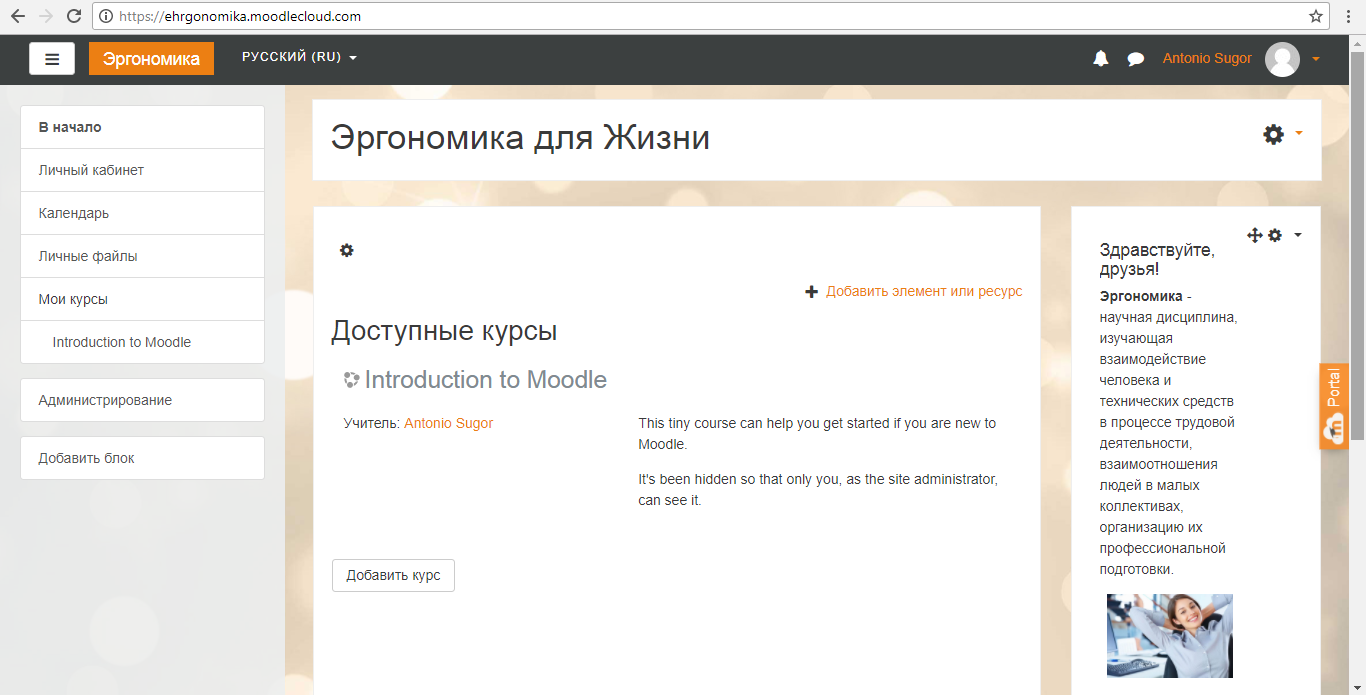 https://ehrgonomika.moodlecloud.com
Эргономика
РУССКИЙ (RU)
Antonio Sugor
В начало
Личный кабинет
Календарь
Личные файлы
Мои курсы
Introduction to Moodle
Администрирование
Добавить блок
Эргономика для Жизни
Добавить элемент или ресурс
Доступные курсы
Introduction to Moodle
Учитель: Antonio Sugor
This tiny course can help you get started if you are new to
Moodle.
It's been hidden so that only you, as the site administrator,
can see it.
Добавить курс
Здравствуйте,
друзья!
Эргономика -
научная дисциплина,
изучающая
взаимодействие
человека и
технических средств
в процессе трудовой
деятельности,
взаимоотношения
людей в малых
коллективах,
организацию их
профессиональной
подготовки.
Portal